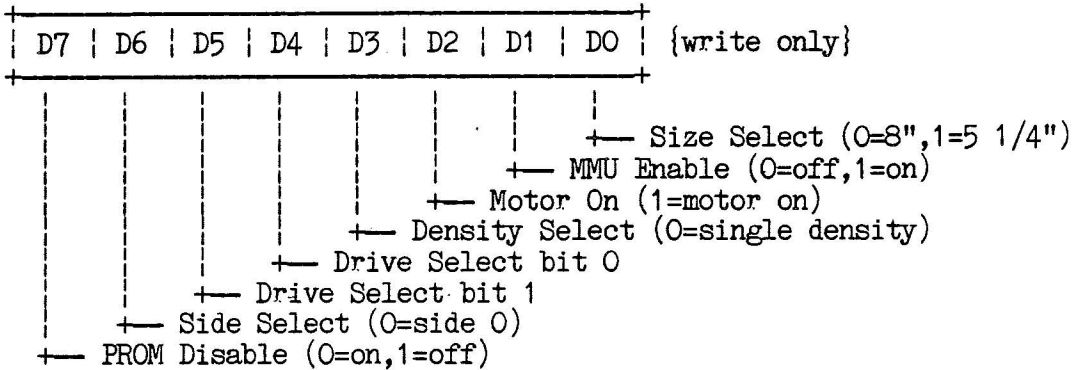 D7 | D6 | D5 | D4 | D3 | D2 | D1 | D0 | {write only}
Size Select (0=8",1=5 1/4")
MMU Enable (0=off,1=on)
Motor On (1=motor on)
Density Select (0=single density)
Drive Select bit 0
Drive Select bit 1
Side Select (0=side 0)
PROM Disable (0=on,1=off)